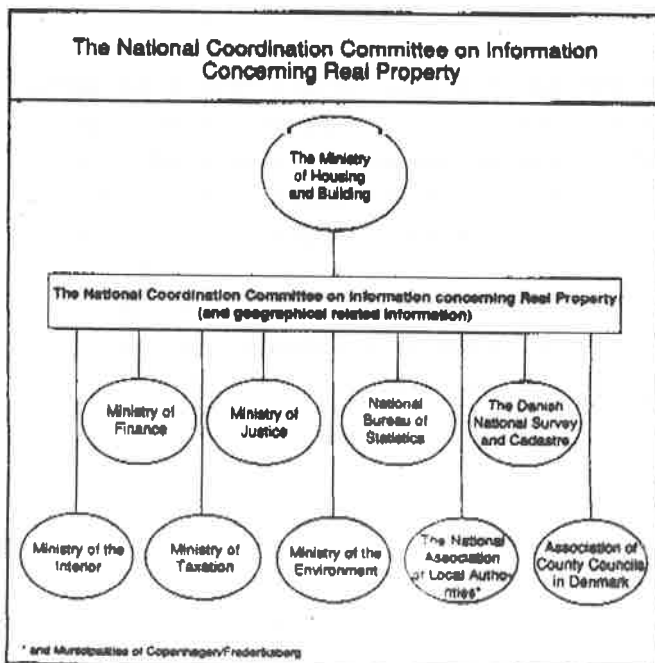 The National Coordination Committee on Information
Concerning Real Property
The Ministry
of Housing
and Building
The National Coordination Committee on Information concerning Real Property
(and geographical related information)
Ministry of
Finance
Ministry of
Justice
National
Bureau of
Statistics
The Danish
National Survey
and Cadastre
Ministry of the
Interior
Ministry of
Taxation
Ministry of the
Environment
The National
Association
of Local Autho-
rities*
Association of
County Councils
in Denmark
* and Municipalities of Copenhagen/Frederiksberg